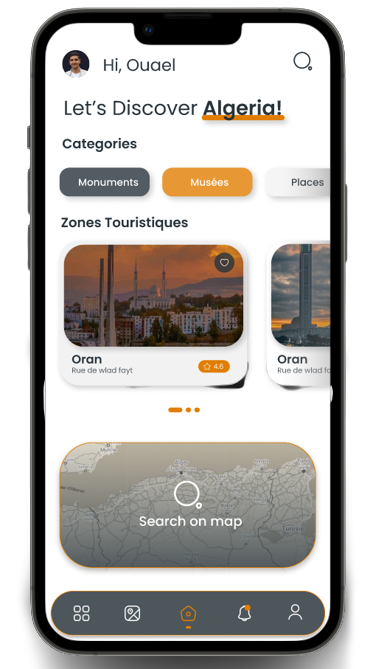 Hi, Ouael
Let's Discover Algeria!
Categories
Monuments
Musées
Places
Zones Touristiques
Oran
Rue de wlad fayt
4.6
Oran
Rue de wlad fa
Search on map